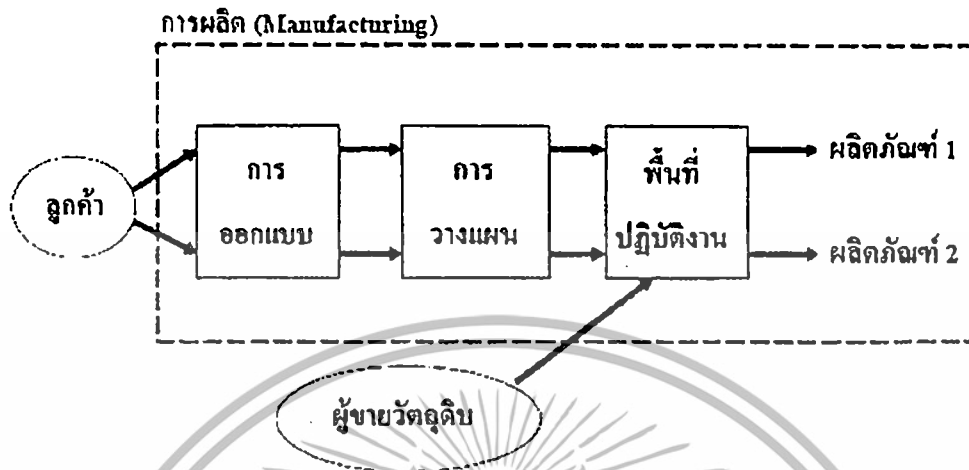 การผลิต (Manufacturing)
ลูกค้า
การ
ออกแบบ
การ
วางแผน
พื้นที่
ปฏิบัติงาน
ผลิตภัณฑ์ 1
ผลิตภัณฑ์ 2
ผู้ขายวัตถุดิบ